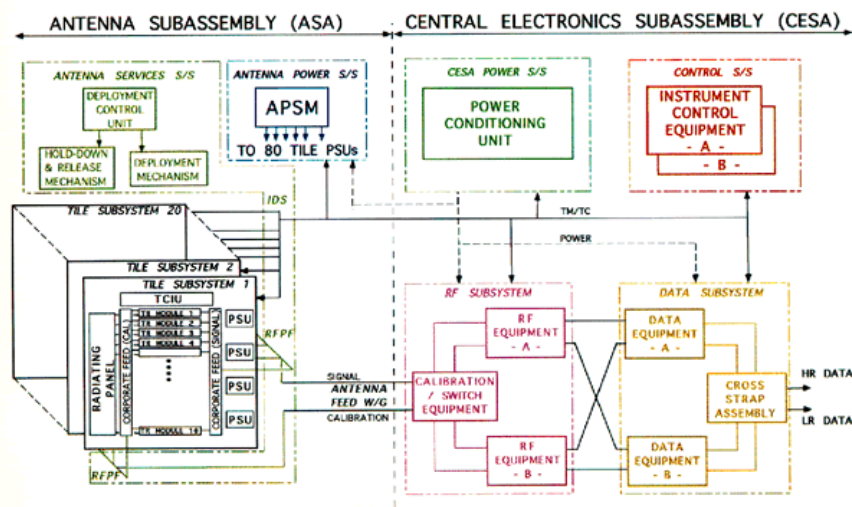 ANTENNA SUBASSEMBLY (ASA)
CENTRAL ELECTRONICS SUBASSEMBLY (CESA)
ANTENNA SERVICES S/S
DEPLOYMENT
CONTROL
UNIT
HOLD-DOWN
& RELEASE
MECHANISM
DEPLOYMENT
MECHANISM
ANTENNA POWER S/S
APSM
TO 80 TILE PSUs
CESA POWER S/S
POWER
CONDITIONING
UNIT
CONTROL S/S
INSTRUMENT
CONTROL
EQUIPMENT
- A -
- B -
IDS
TM/TC
POWER
TILE SUBSYSTEM 20
TILE SUBSYSTEM 2
TILE SUBSYSTEM 1
TCIU
RADIATING
PANEL
CORPORATE FEED (CAL)
TR MODULE 1
TR MODULE 2
TR MODULE 3
TR MODULE 4
TR MODULE 16
CORPORATE FEED (SIGNAL)
PSU
PSU
PSU
PSU
RFPF
RFPF
SIGNAL
ANTENNA
FEED W/G
CALIBRATION
RF SUBSYSTEM
RF
EQUIPMENT
- A -
CALIBRATION
/ SWITCH
EQUIPMENT
RF
EQUIPMENT
- B -
DATA SUBSYSTEM
DATA
EQUIPMENT
- A -
CROSS
STRAP
ASSEMBLY
DATA
EQUIPMENT
- B -
HR DATA
LR DATA